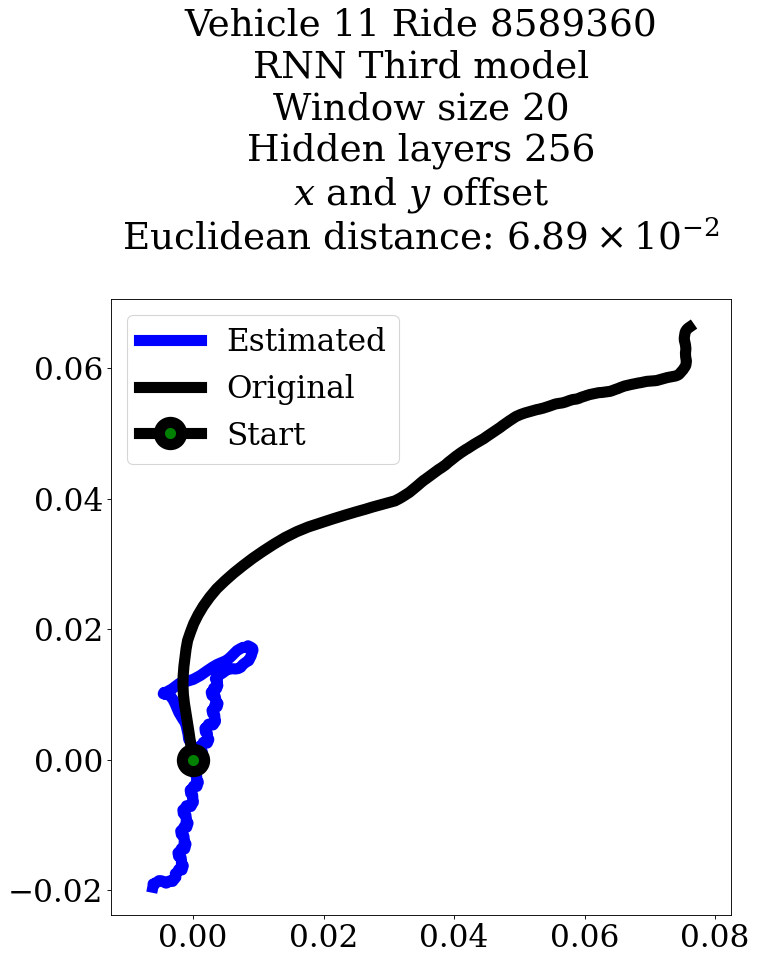 Vehicle 11 Ride 8589360
RNN Third model
Window size 20
Hidden layers 256
x and y offset
Euclidean distance: 6.89 × 10⁻²
Estimated
Original
Start
0.06
0.04
0.02
0.00
−0.02
0.00 0.02 0.04 0.06 0.08